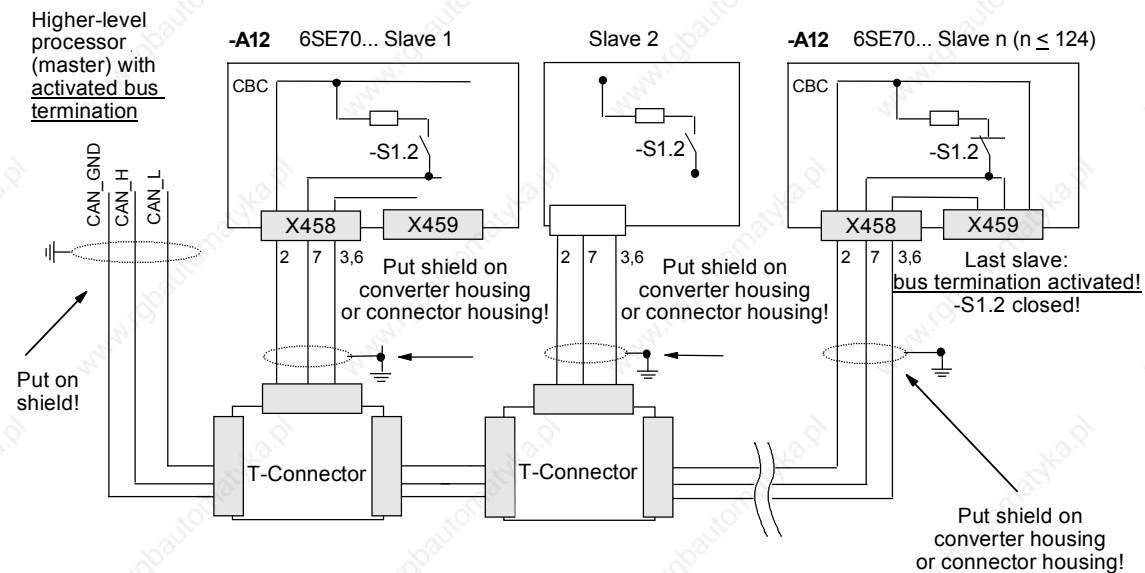 Higher-level
processor
(master) with
activated bus
termination
-A12 6SE70... Slave 1
Slave 2
-A12 6SE70... Slave n (n ≤ 124)
CBC
-S1.2
-S1.2
CBC
-S1.2
CAN_GND
CAN_H
CAN_L
X458
X459
X458
X459
2 7 3,6
2 7 3,6
2 7 3,6
Put shield on
converter housing
or connector housing!
Put shield on
converter housing
or connector housing!
Last slave:
bus termination activated!
-S1.2 closed!
Put on
shield!
T-Connector
T-Connector
Put shield on
converter housing
or connector housing!
www.rgbautomatyka.pl